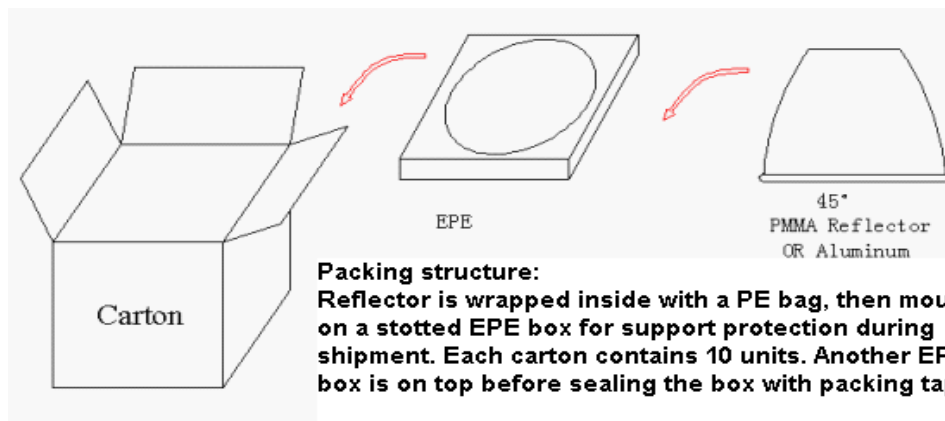 45°
PMMA Reflector
OR Aluminum
EPE
Carton
Packing structure:
Reflector is wrapped inside with a PE bag, then mou
on a stotted EPE box for support protection during
shipment. Each carton contains 10 units. Another EP
box is on top before sealing the box with packing ta